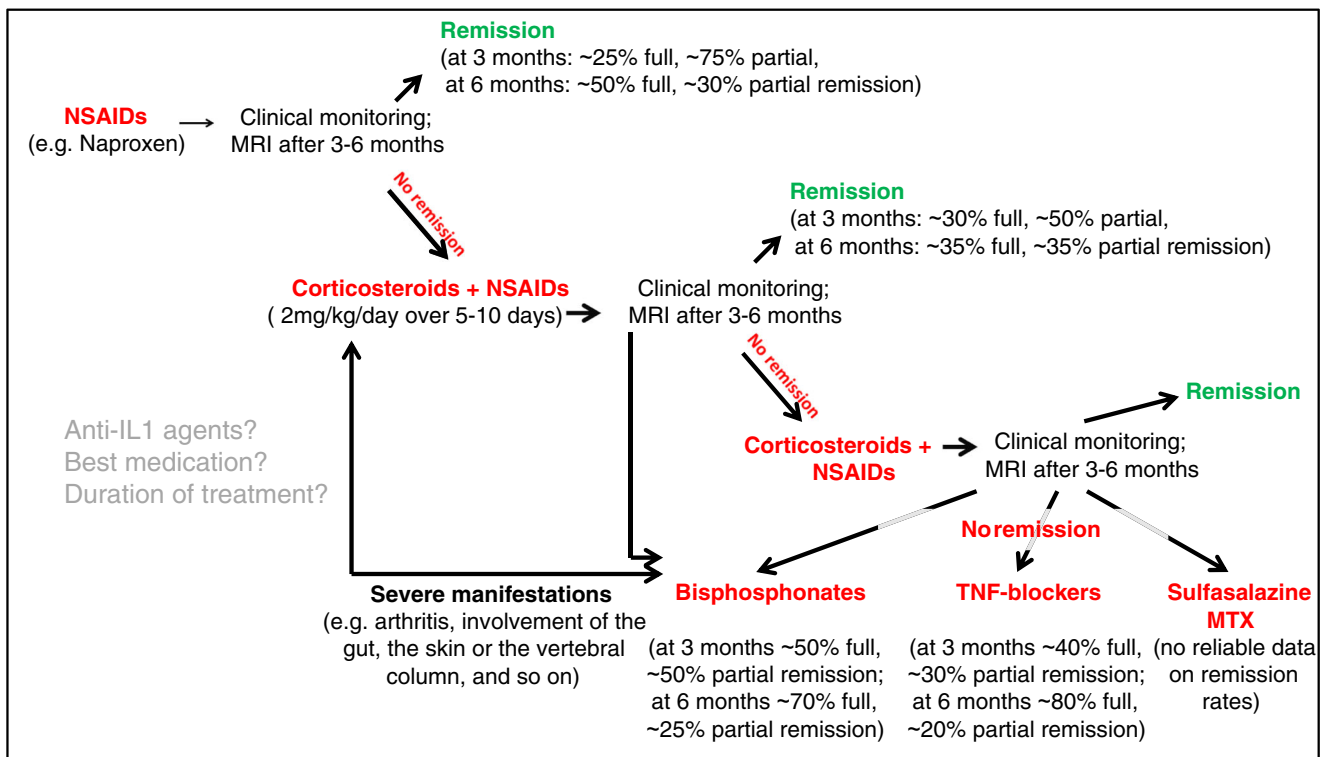 Remission
(at 3 months: ~25% full, ~75% partial,
at 6 months: ~50% full, ~30% partial remission)
NSAIDs
(e.g. Naproxen)
Clinical monitoring;
MRI after 3-6 months
No remission
Remission
(at 3 months: ~30% full, ~50% partial,
at 6 months: ~35% full, ~35% partial remission)
Corticosteroids + NSAIDs
( 2mg/kg/day over 5-10 days)
Clinical monitoring;
MRI after 3-6 months
No remission
Remission
Corticosteroids +
NSAIDs
Clinical monitoring;
MRI after 3-6 months
Anti-IL1 agents?
Best medication?
Duration of treatment?
No remission
Severe manifestations
(e.g. arthritis, involvement of the
gut, the skin or the vertebral
column, and so on)
Bisphosphonates
(at 3 months ~50% full,
~50% partial remission;
at 6 months ~70% full,
~25% partial remission)
TNF-blockers
(at 3 months ~40% full,
~30% partial remission;
at 6 months ~80% full,
~20% partial remission)
Sulfasalazine
MTX
(no reliable data
on remission
rates)